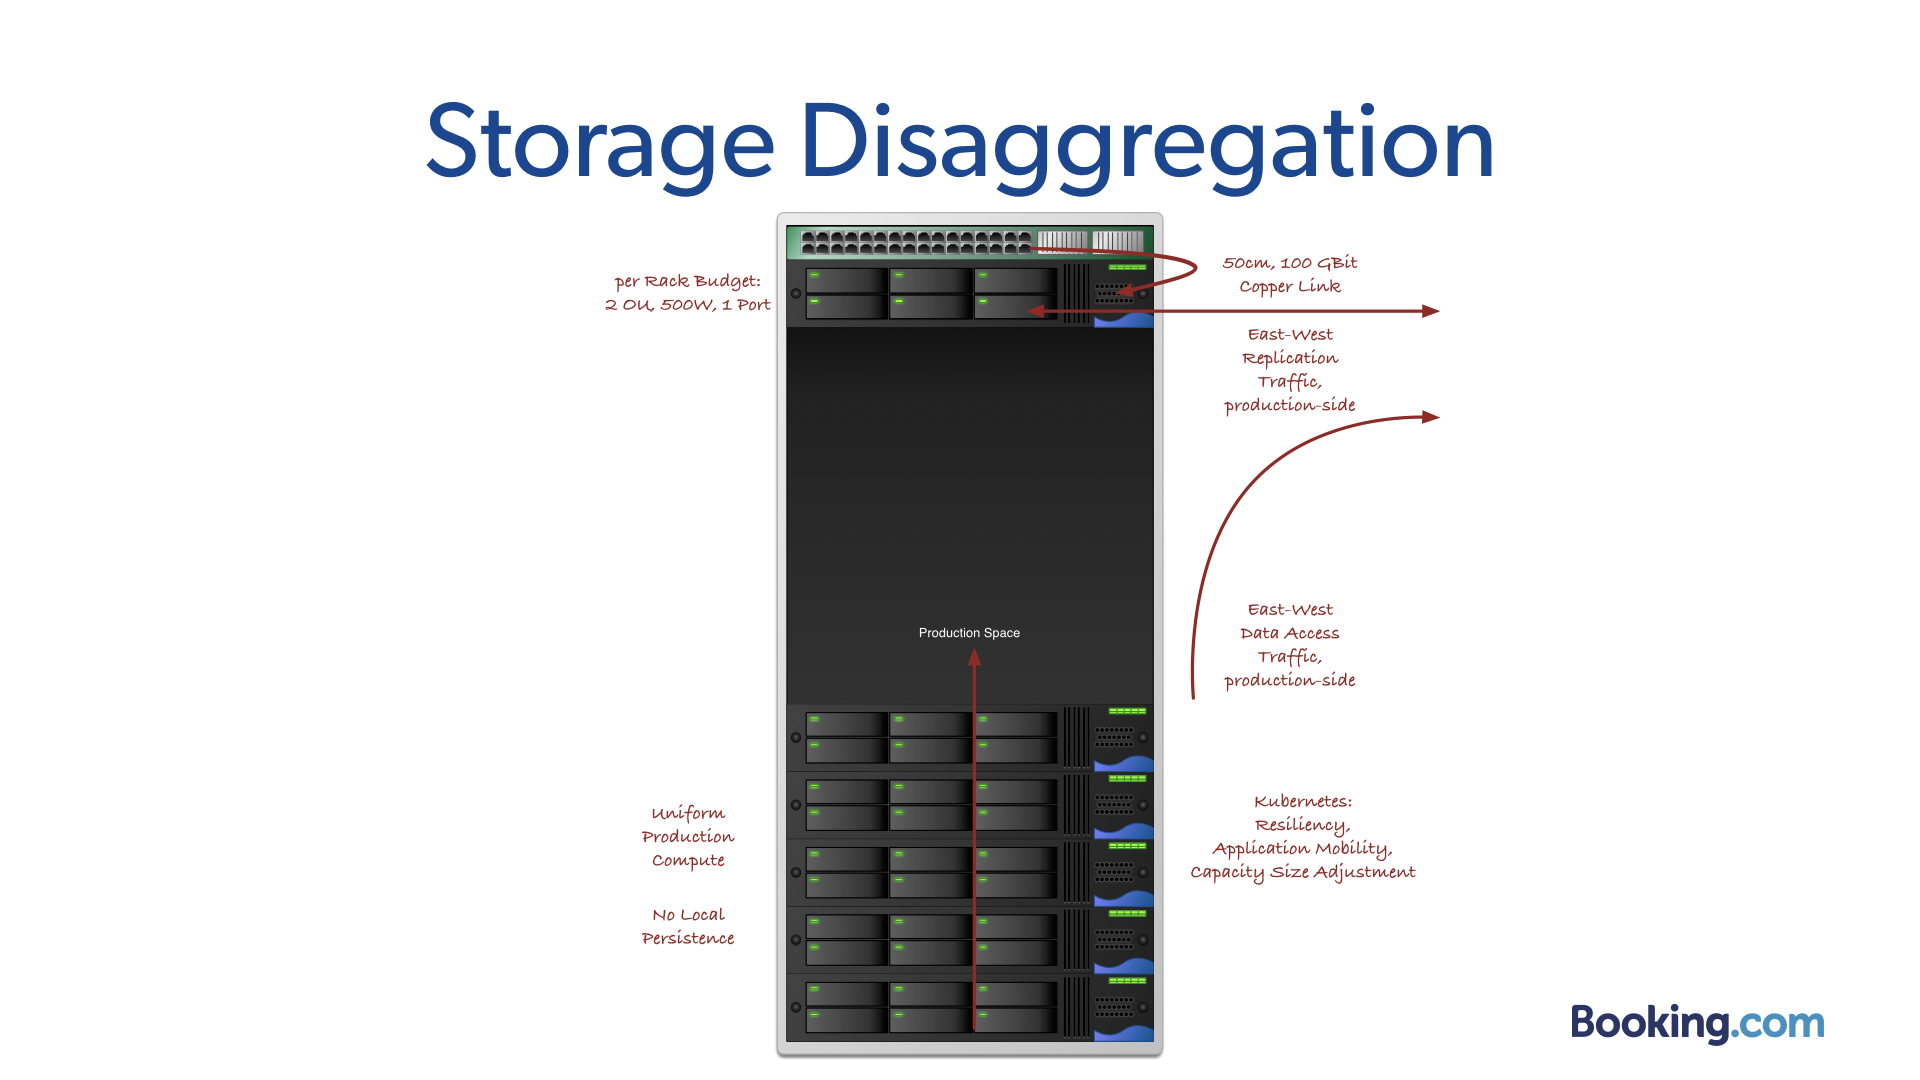 Storage Disaggregation
per Rack Budget:
2 OU, 500W, 1 Port
50cm, 100 GBit
Copper Link
East-West
Replication
Traffic,
production-side
Production Space
East-West
Data Access
Traffic,
production-side
Uniform
Production
Compute
No Local
Persistence
Kubernetes:
Resiliency,
Application Mobility,
Capacity Size Adjustment
Booking.com